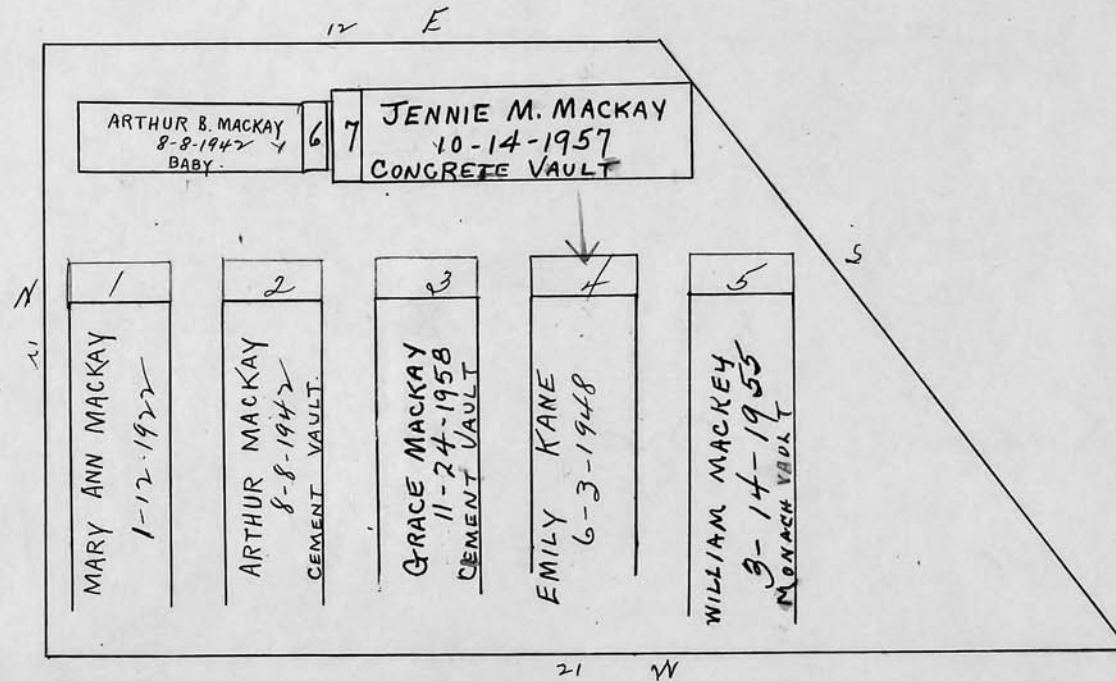 12 E
ARTHUR B. MACKAY
8-8-1942
BABY.
6
7
JENNIE M. MACKAY
10-14-1957
CONCRETE VAULT
S
N
1
MARY ANN MACKAY
1-12-1922
2
ARTHUR MACKAY
8-8-1942
CEMENT VAULT.
3
GRACE MACKAY
11-24-1958
CEMENT VAULT
4
EMILY KANE
6-3-1948
5
WILLIAM MACKEY
3-14-1955
MONACH VAULT
21 W